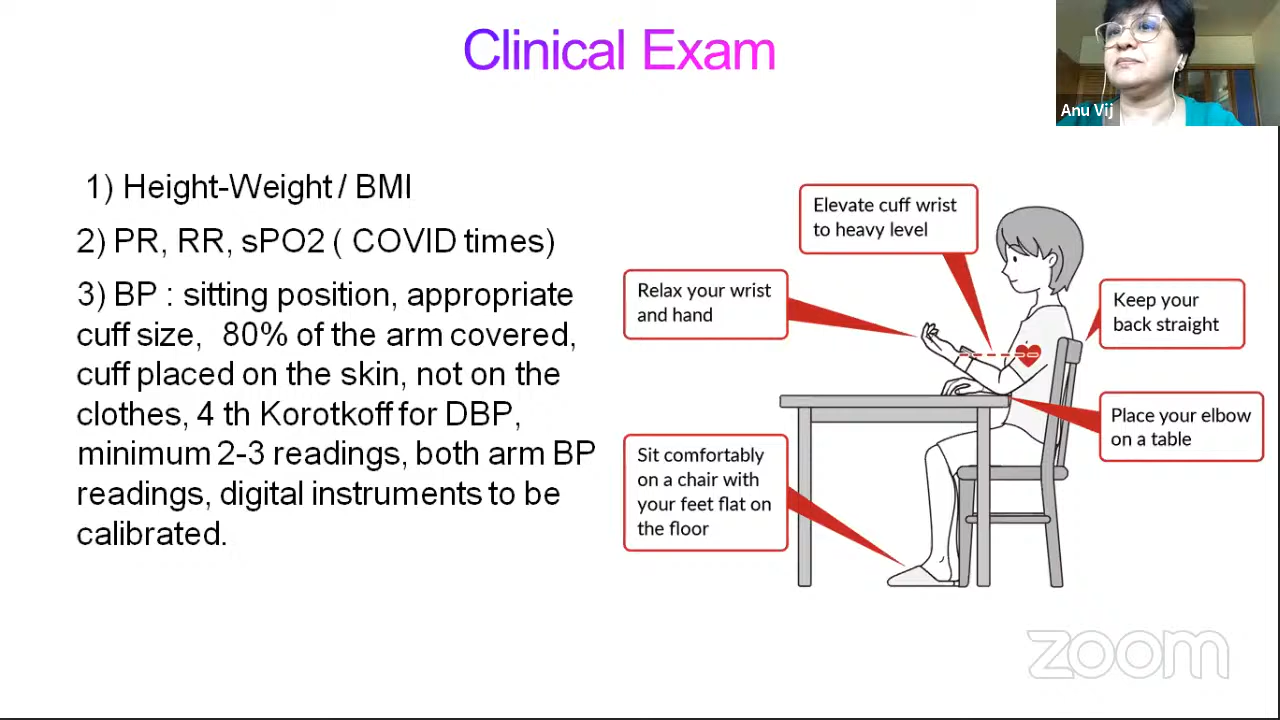 Clinical Exam
Anu Vij
1) Height-Weight / BMI
2) PR, RR, sPO2 ( COVID times)
3) BP : sitting position, appropriate
cuff size, 80% of the arm covered,
cuff placed on the skin, not on the
clothes, 4 th Korotkoff for DBP,
minimum 2-3 readings, both arm BP
readings, digital instruments to be
calibrated.
Elevate cuff wrist
to heavy level
Relax your wrist
and hand
Keep your
back straight
Place your elbow
on a table
Sit comfortably
on a chair with
your feet flat on
the floor
zoom